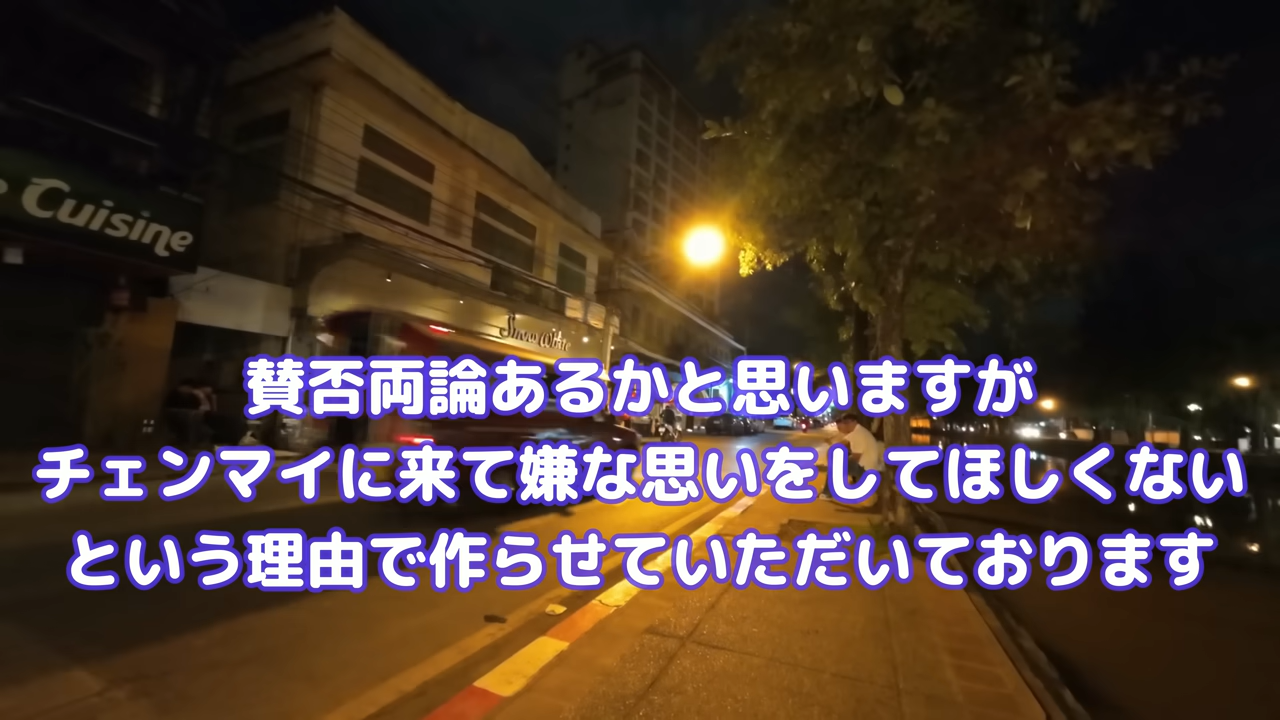 Cuisine
Snow White
賛否両論あるかと思いますが
チェンマイに来て嫌な思いをしてほしくない
という理由で作らせていただいております